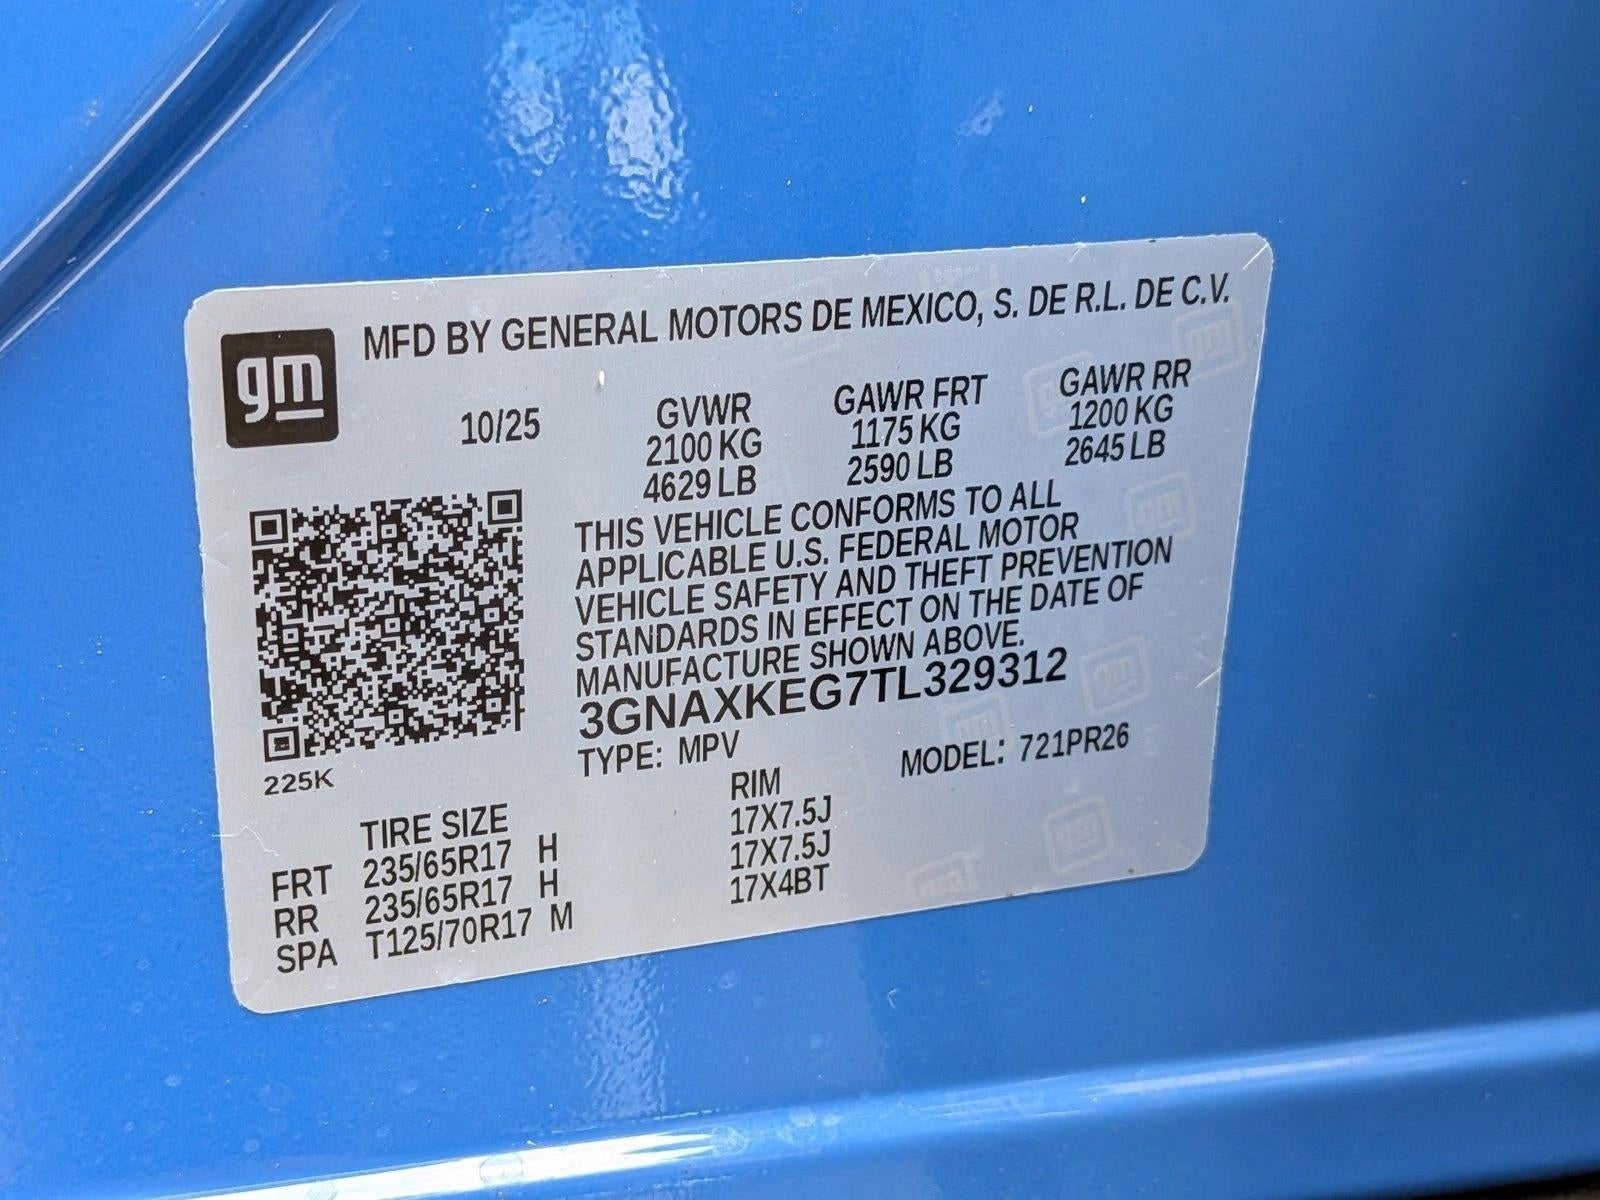 gm
MFD BY GENERAL MOTORS DE MEXICO, S. DE R.L. DE C.V.
10/25 GVWR GAWR FRT GAWR RR
2100 KG 1175 KG 1200 KG
4629 LB 2590 LB 2645 LB
THIS VEHICLE CONFORMS TO ALL
APPLICABLE U.S. FEDERAL MOTOR
VEHICLE SAFETY AND THEFT PREVENTION
STANDARDS IN EFFECT ON THE DATE OF
MANUFACTURE SHOWN ABOVE.
3GNAXKEG7TL329312
TYPE: MPV MODEL: 721PR26
225K
TIRE SIZE RIM
FRT 235/65R17 H 17X7.5J
RR 235/65R17 H 17X7.5J
SPA T125/70R17 M 17X4BT